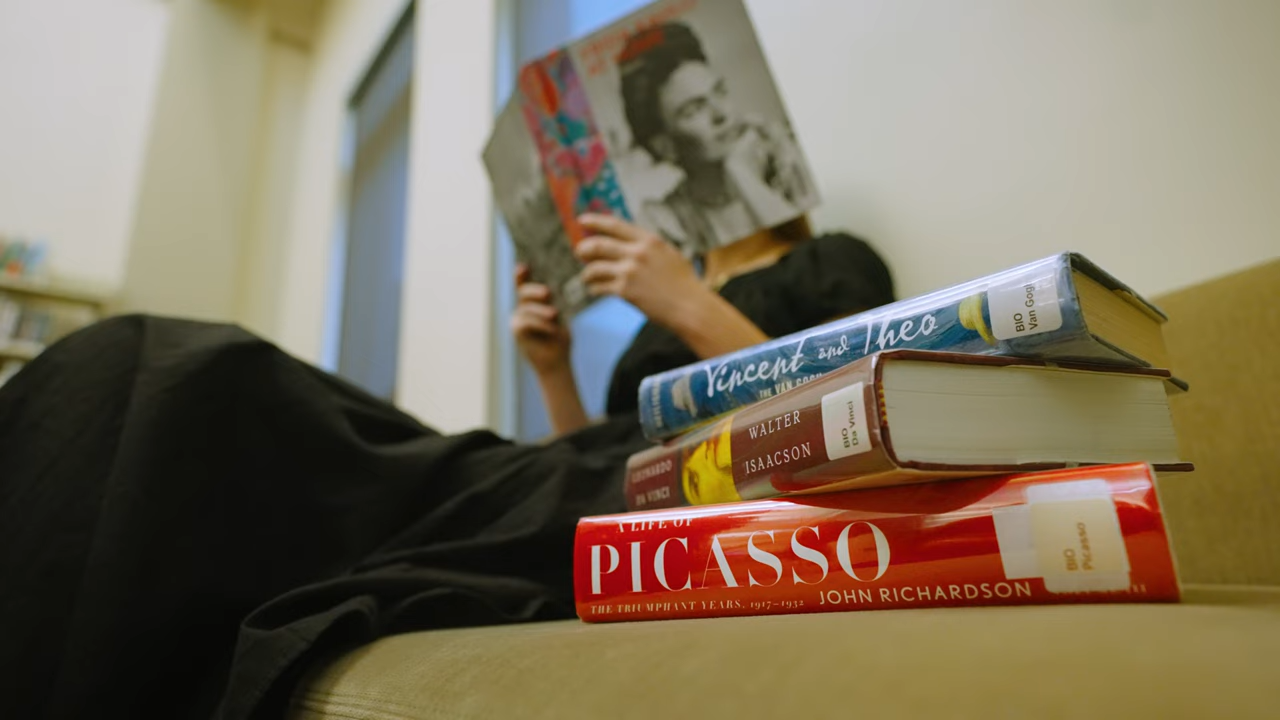 Vincent and Theo
THE VAN GOGH
BIO
Van Gogh
LEONARDO
DA VINCI
WALTER
ISAACSON
BIO
Da Vinci
A LIFE OF
PICASSO
THE TRIUMPHANT YEARS, 1917–1932
JOHN RICHARDSON
BIO
Picasso